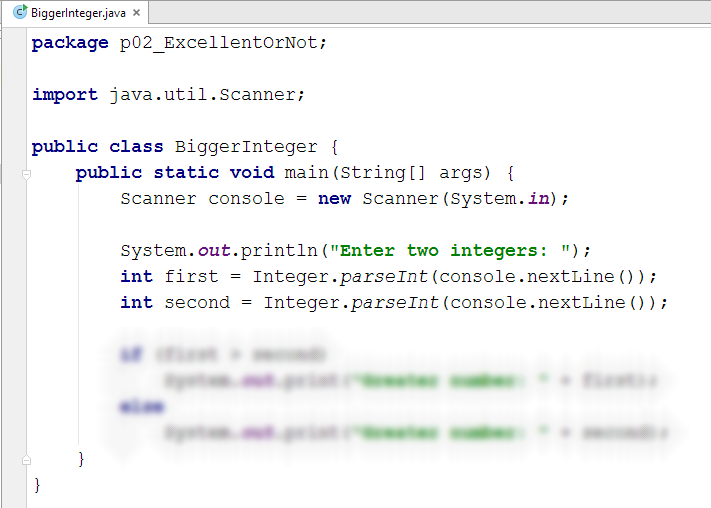 BiggerInteger.java
package p02_ExcellentOrNot;
import java.util.Scanner;
public class BiggerInteger {
public static void main(String[] args) {
Scanner console = new Scanner(System.in);
System.out.println("Enter two integers: ");
int first = Integer.parseInt(console.nextLine());
int second = Integer.parseInt(console.nextLine());
if (first > second)
System.out.print("Greater number: " + first);
else
System.out.print("Greater number: " + second);
}
}